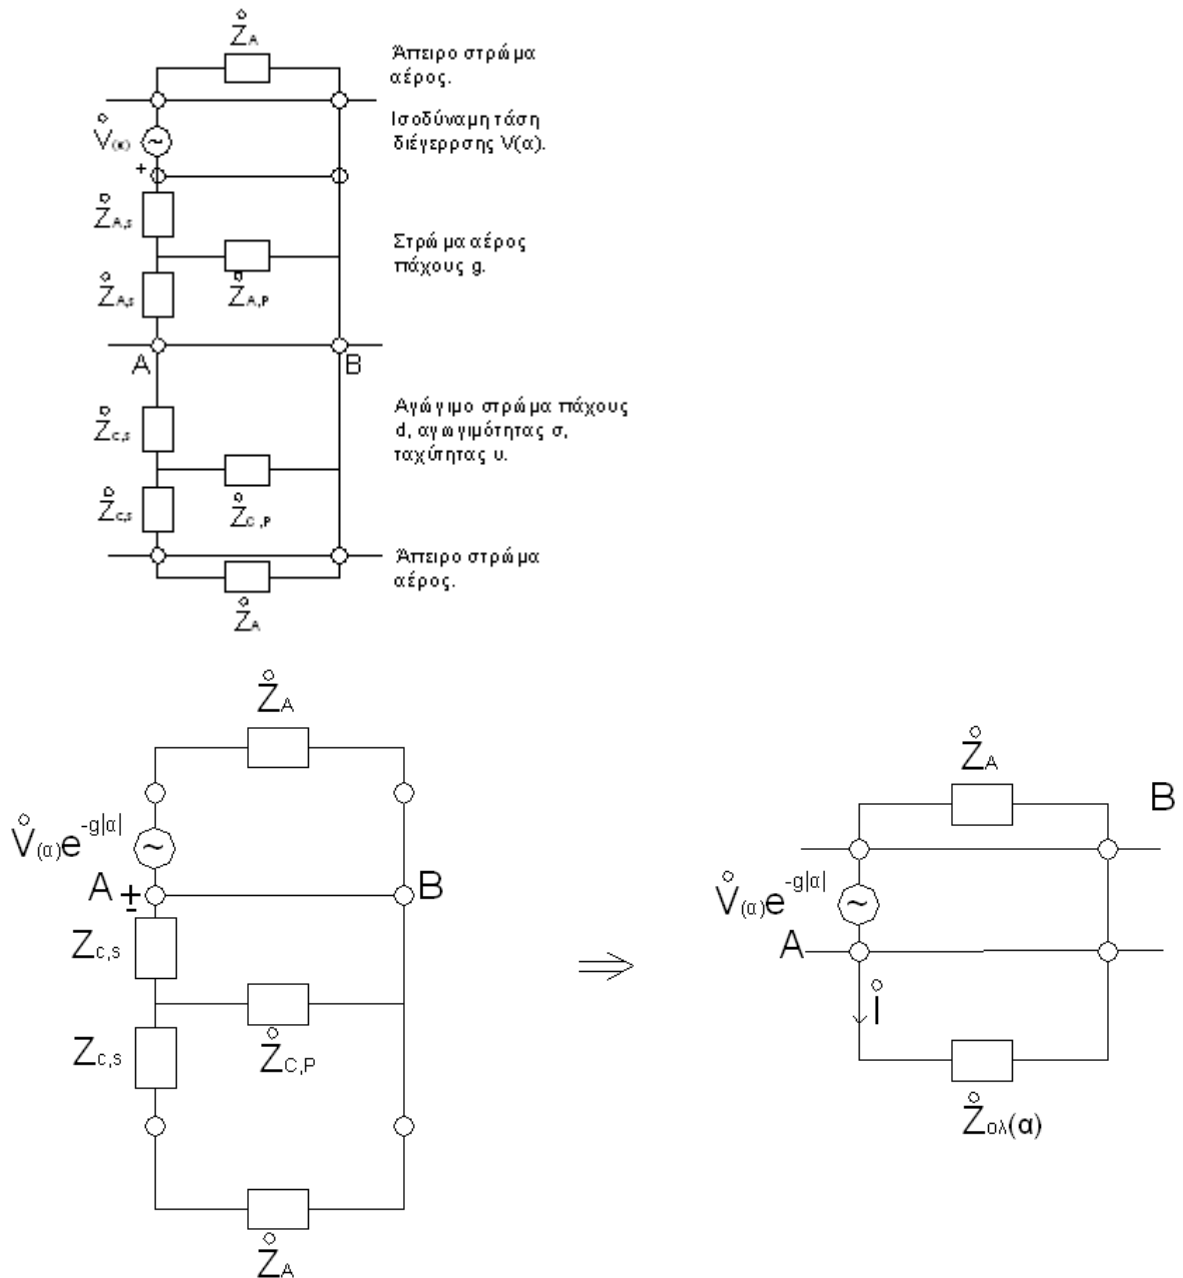 Z̊A
Άπειρο στρώμα
αέρος.
V̊(α)
~
Ισοδύναμη τάση
διέγερρσης V(α).
+
Z̊A,s
Στρώμα αέρος
πάχους g.
Z̊A,s
Z̊A,P
A
B
Z̊C,s
Αγώγιμο στρώμα πάχους
d, αγωγιμότητας σ,
ταχύτητας υ.
Z̊C,s
Z̊C,P
Άπειρο στρώμα
αέρος.
Z̊A
Z̊A
V̊(α)e-g|α|
~
A
+
-
B
Zc,s
Zc,s
Z̊C,P
Z̊A
⇒
Z̊A
B
V̊(α)e-g|α|
~
A
I̊
Z̊ολ(α)